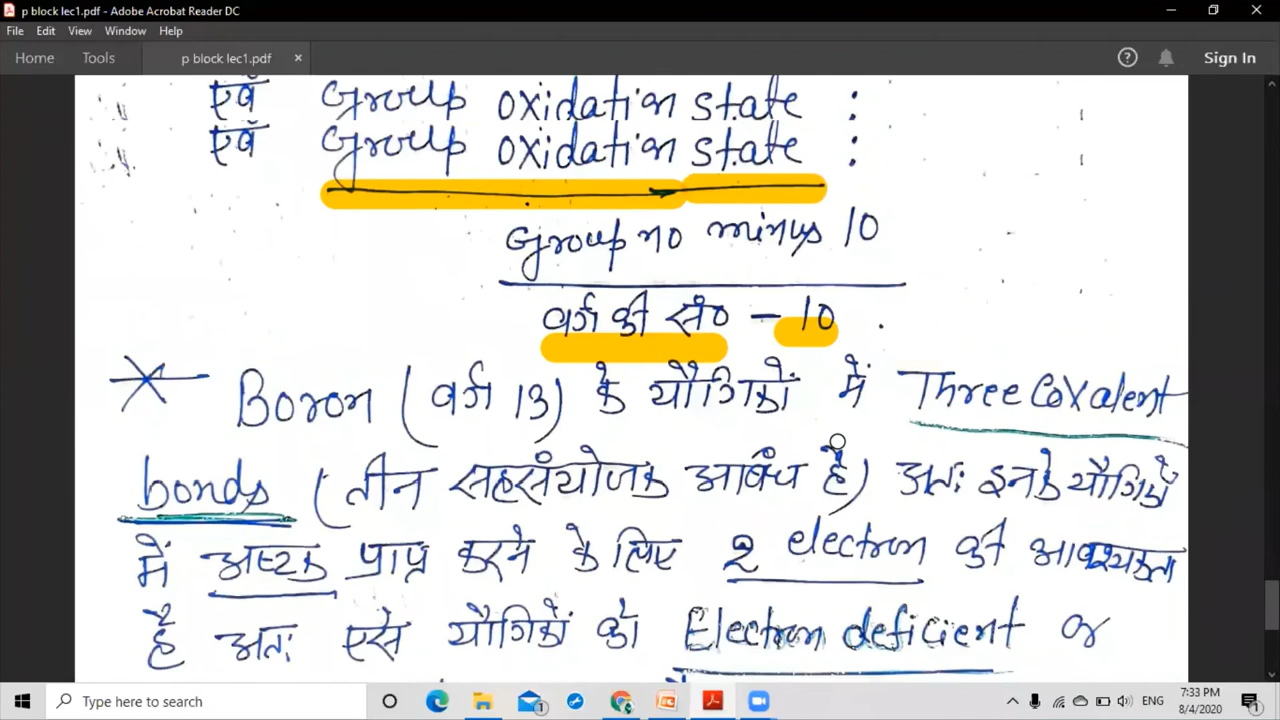 p block lec1.pdf - Adobe Acrobat Reader DC
File Edit View Window Help
Home Tools p block lec1.pdf × Sign In
एवँ Group oxidation state :
एवँ Group oxidation state :
Group no minus 10
वर्ग की सं० - 10 .
Boron (वर्ग 13) के यौगिकों में Three Covalent
bonds (तीन सहसंयोजक आबंध है) अतः इनके यौगिकों
में अष्टक प्राप्त करने के लिए 2 electron की आवश्यकता
है अतः एसे यौगिकों को Electron deficient or
Type here to search
ENG 7:33 PM
8/4/2020